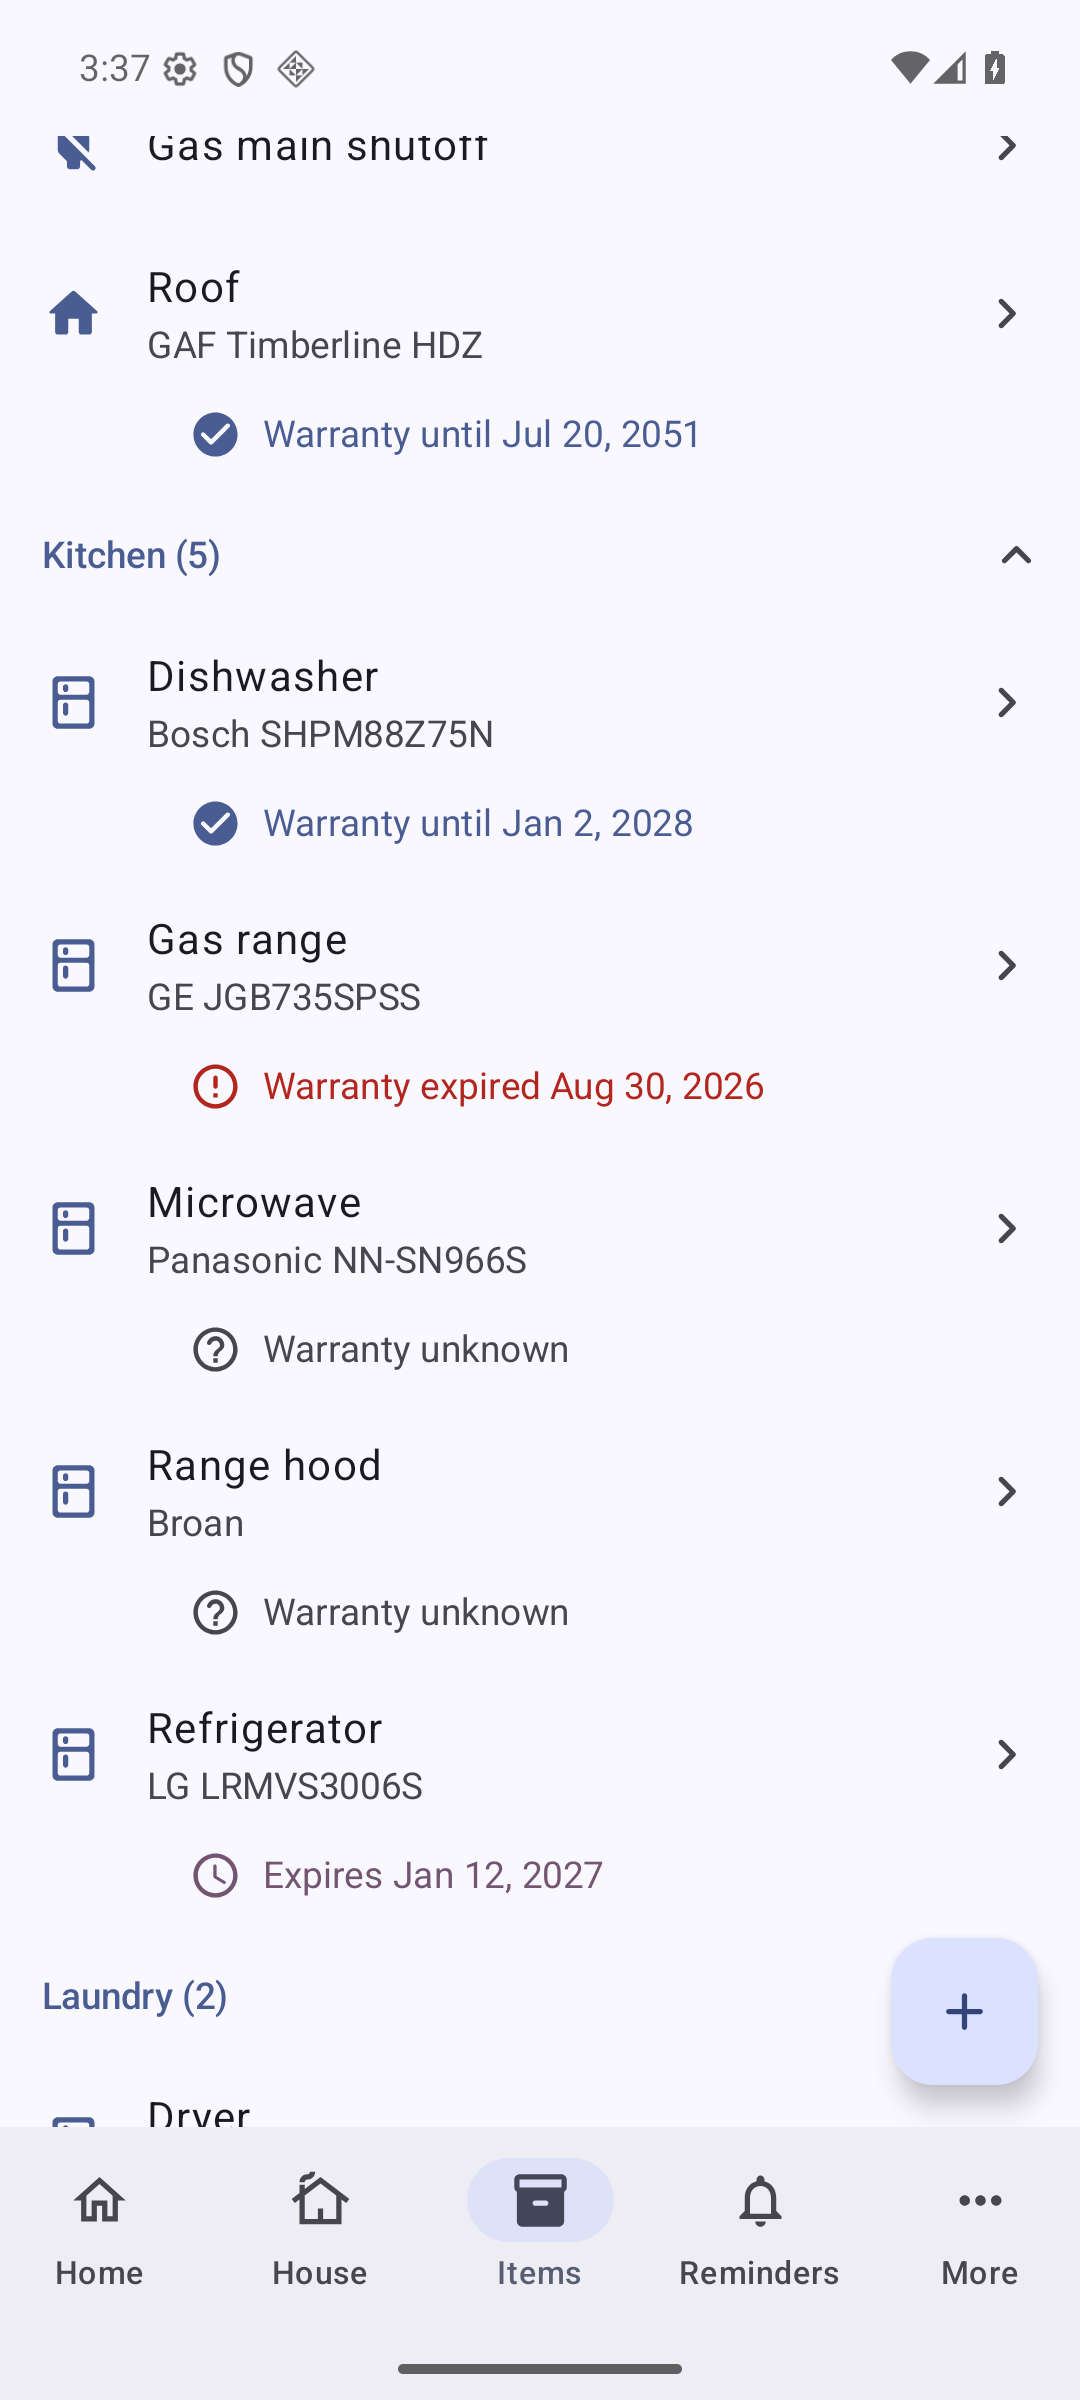 3:37
Gas main shutoff
Roof
GAF Timberline HDZ
Warranty until Jul 20, 2051
Kitchen (5)
Dishwasher
Bosch SHPM88Z75N
Warranty until Jan 2, 2028
Gas range
GE JGB735SPSS
Warranty expired Aug 30, 2026
Microwave
Panasonic NN-SN966S
Warranty unknown
Range hood
Broan
Warranty unknown
Refrigerator
LG LRMVS3006S
Expires Jan 12, 2027
Laundry (2)
Dryer
Home
House
Items
Reminders
More